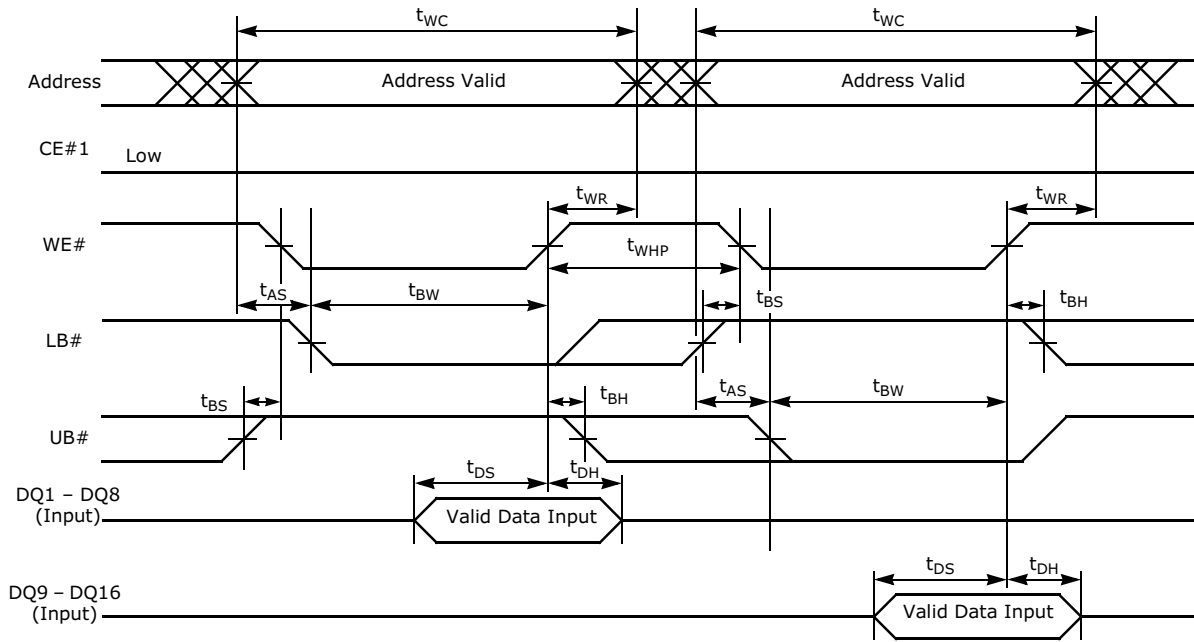 tWC tWC
Address Address Valid Address Valid
CE#1 Low
tWR tWR
WE# tWHP
tAS tBW tBS tBH
LB#
tBS tBH tAS tBW
UB#
tDS tDH
DQ1 – DQ8
(Input) Valid Data Input
tDS tDH
DQ9 – DQ16
(Input) Valid Data Input